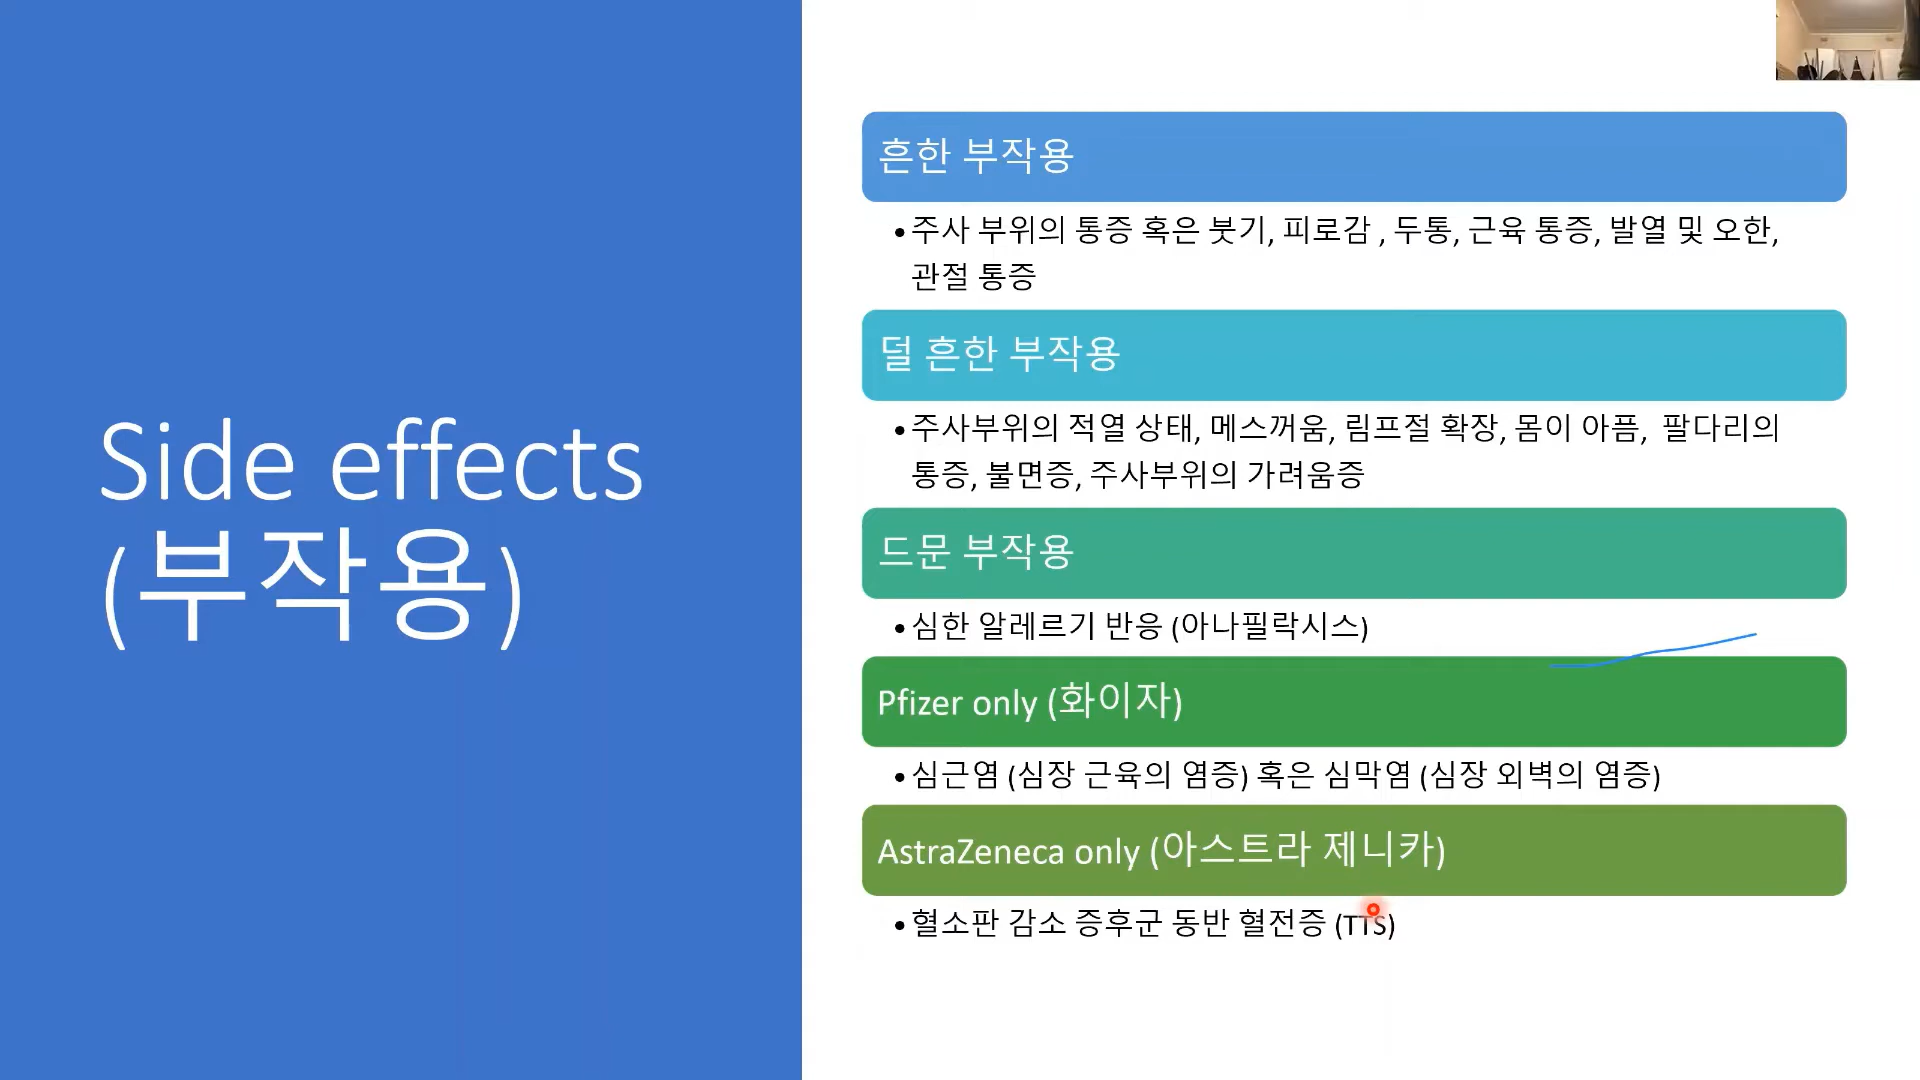 Side effects
(부작용)
흔한 부작용
•주사 부위의 통증 혹은 붓기, 피로감 , 두통, 근육 통증, 발열 및 오한,
관절 통증
덜 흔한 부작용
•주사부위의 적열 상태, 메스꺼움, 림프절 확장, 몸이 아픔, 팔다리의
통증, 불면증, 주사부위의 가려움증
드문 부작용
•심한 알레르기 반응 (아나필락시스)
Pfizer only (화이자)
•심근염 (심장 근육의 염증) 혹은 심막염 (심장 외벽의 염증)
AstraZeneca only (아스트라 제니카)
•혈소판 감소 증후군 동반 혈전증 (TTS)